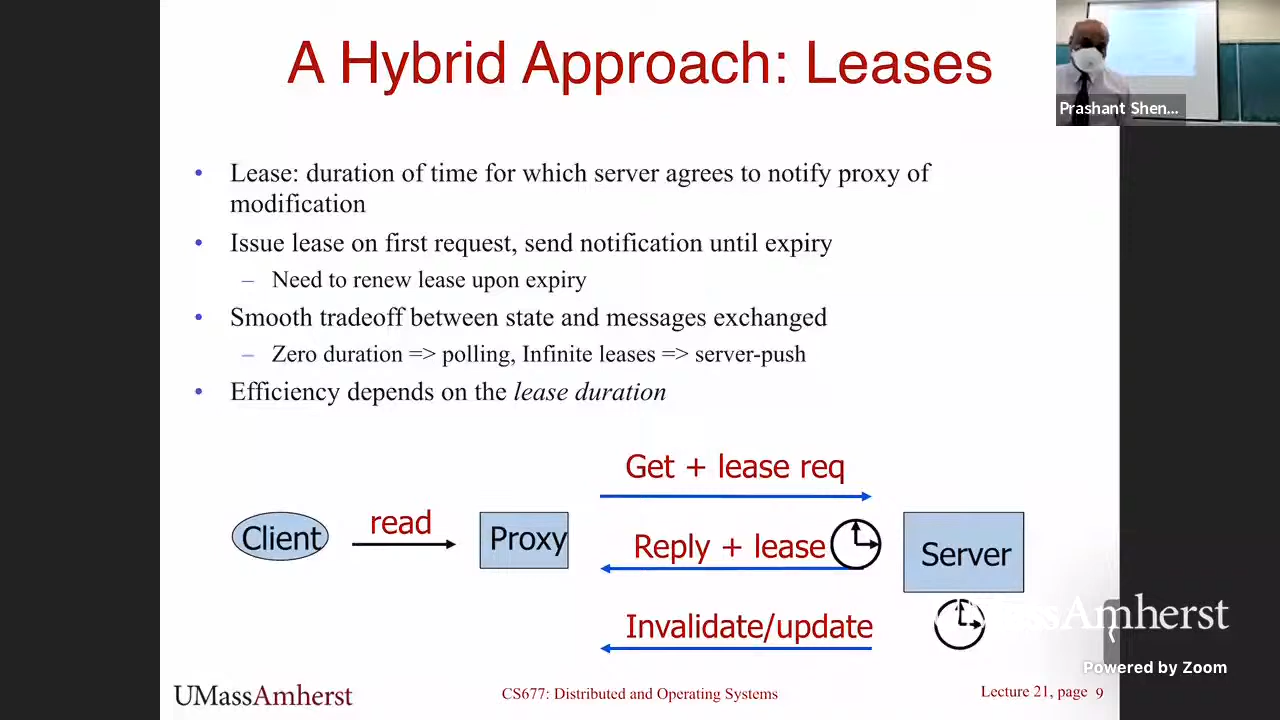 A Hybrid Approach: Leases
Prashant Shen...
• Lease: duration of time for which server agrees to notify proxy of
modification
• Issue lease on first request, send notification until expiry
– Need to renew lease upon expiry
• Smooth tradeoff between state and messages exchanged
– Zero duration => polling, Infinite leases => server-push
• Efficiency depends on the lease duration
Get + lease req
Client
read
Proxy
Reply + lease
Server
Invalidate/update
UMassAmherst
Powered by Zoom
UMassAmherst
CS677: Distributed and Operating Systems
Lecture 21, page 9